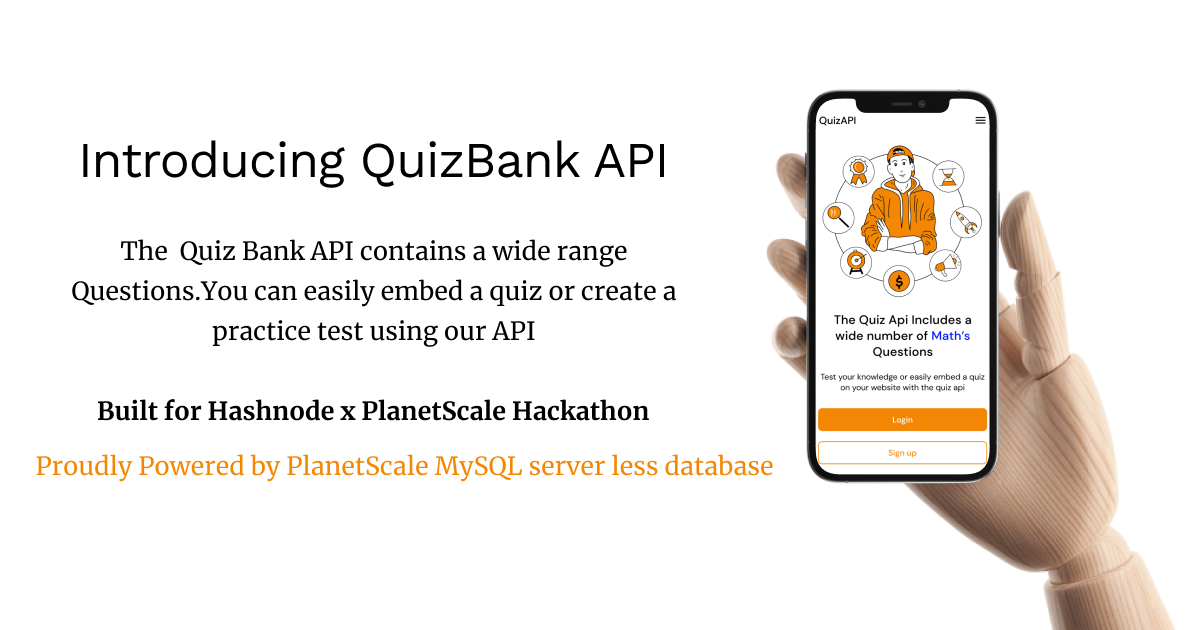 Introducing QuizBank API
The Quiz Bank API contains a wide range
Questions.You can easily embed a quiz or create a
practice test using our API
Built for Hashnode x PlanetScale Hackathon
Proudly Powered by PlanetScale MySQL server less database
QuizAPI
$
The Quiz Api Includes a
wide number of Math's
Questions
Test your knowledge or easily embed a quiz
on your website with the quiz api
Login
Sign up